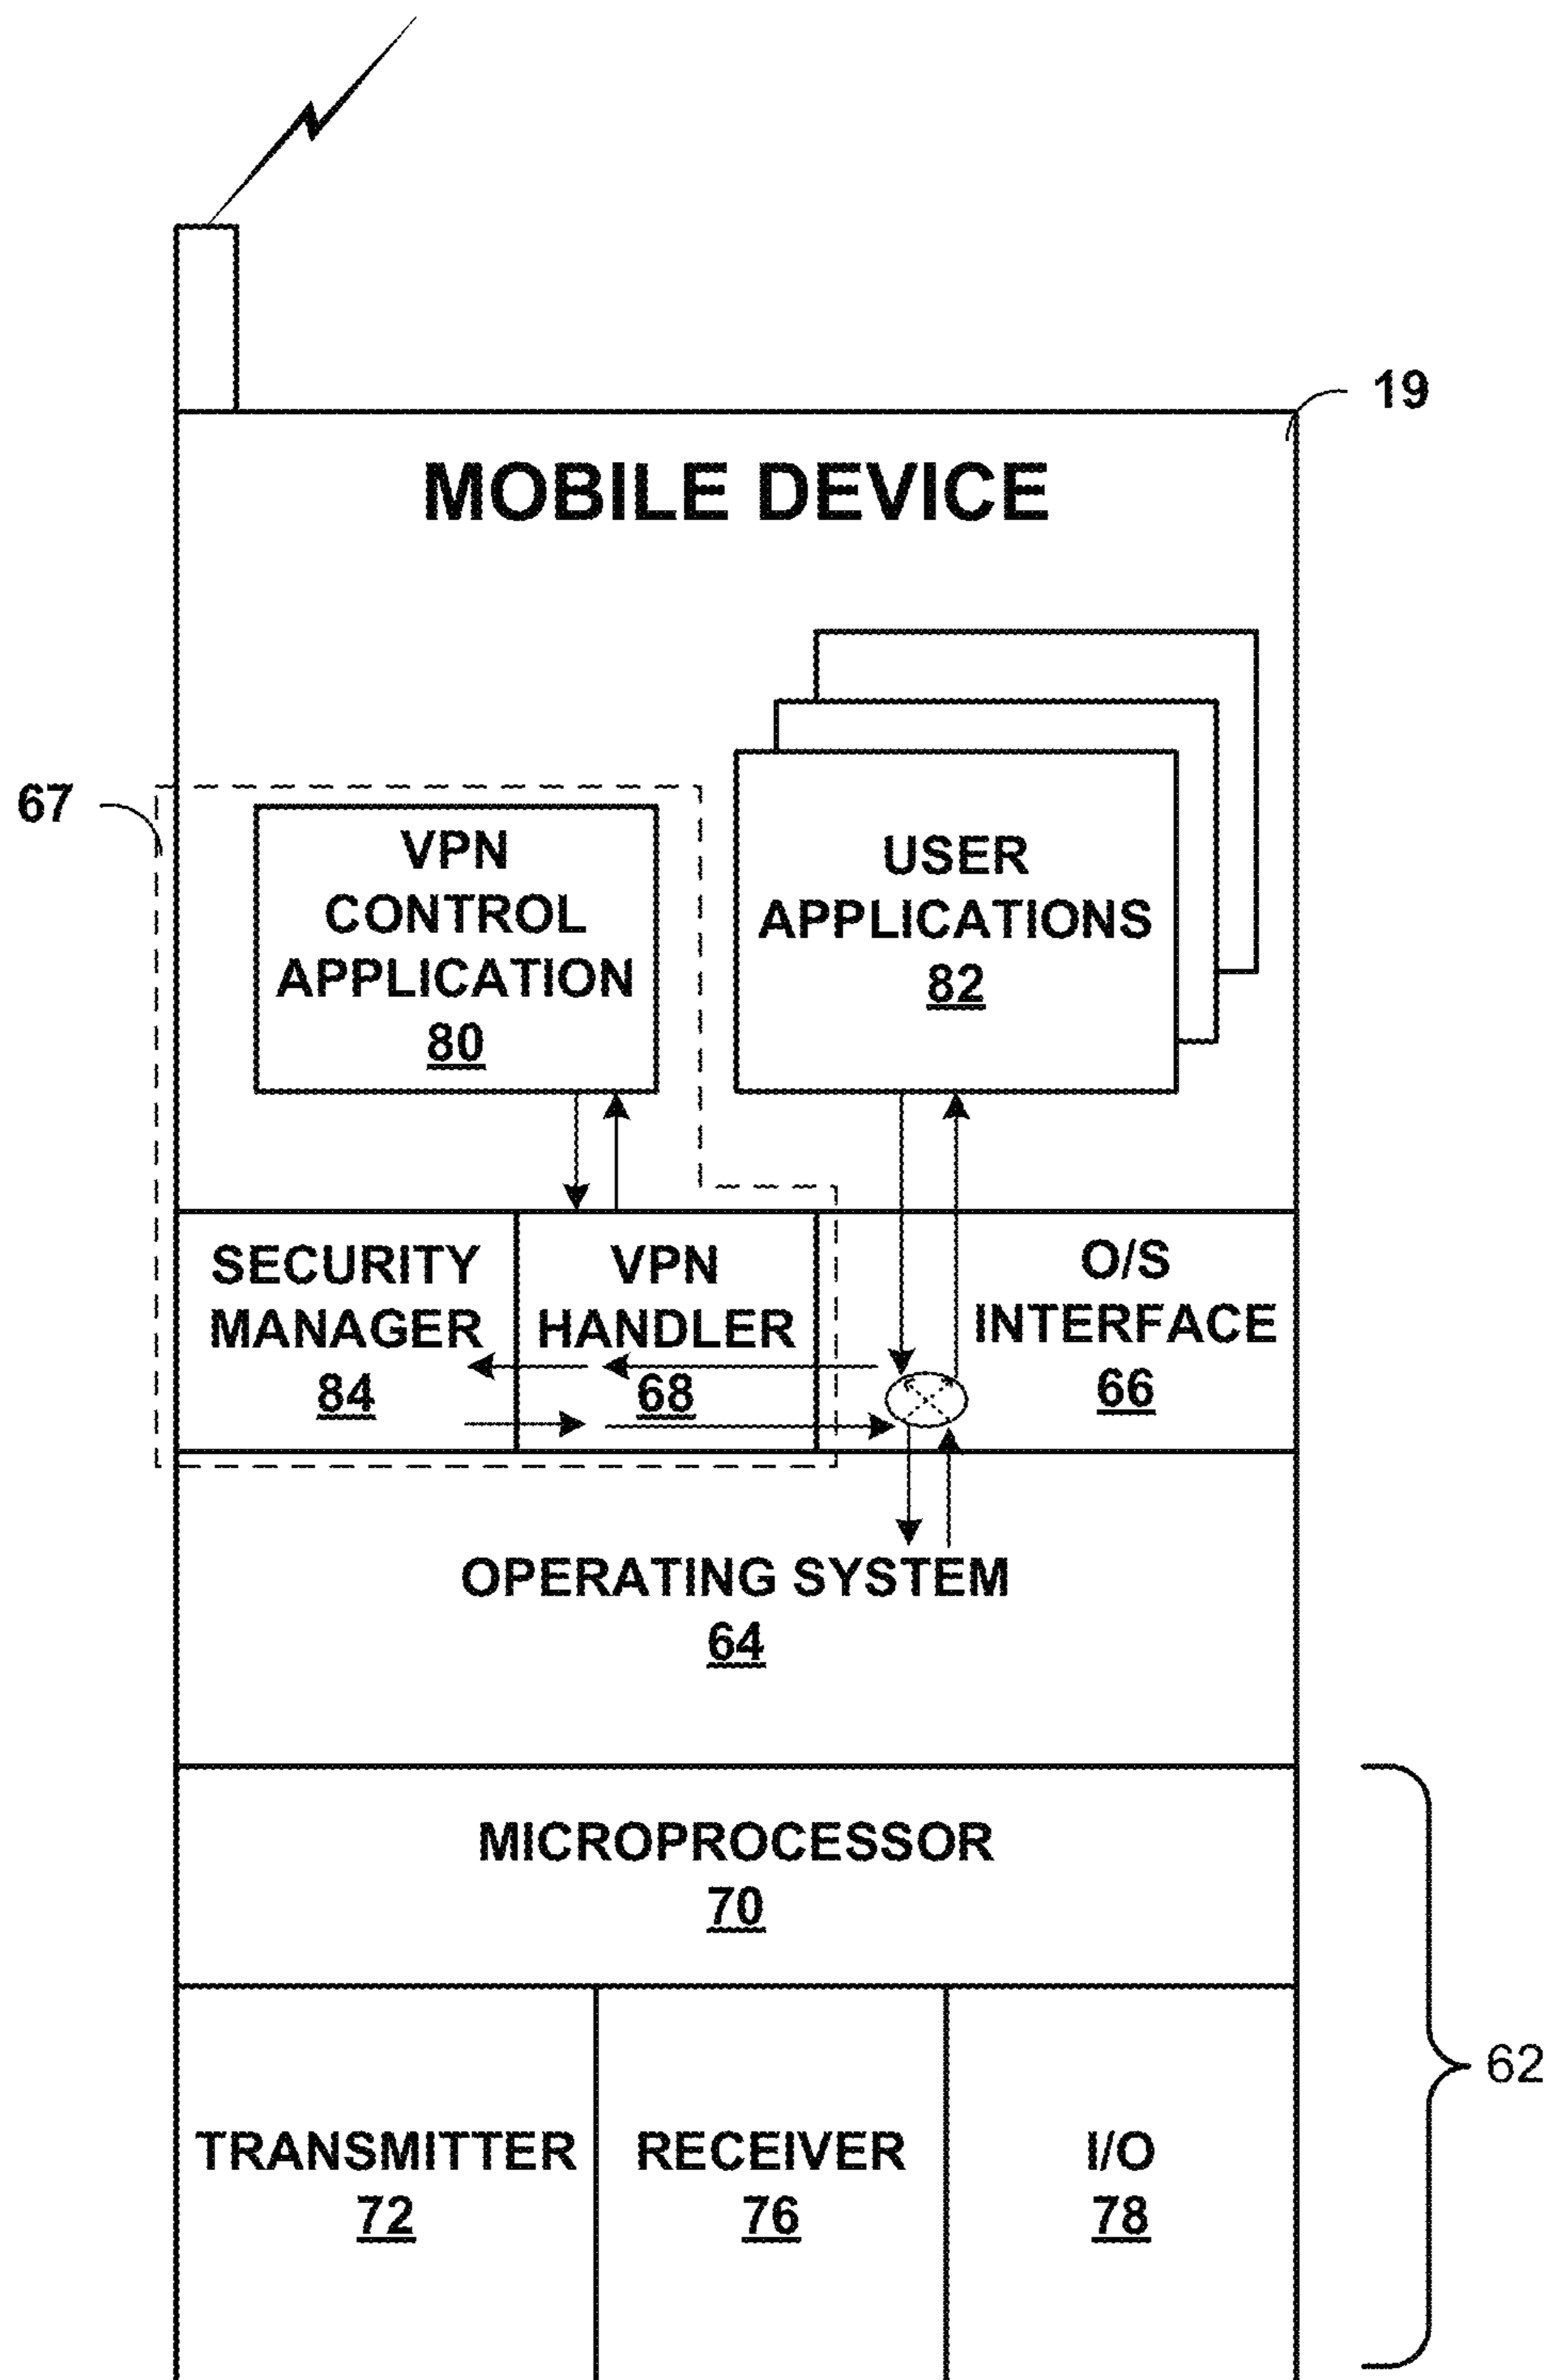 19
MOBILE DEVICE
67
VPN
CONTROL
APPLICATION
80
USER
APPLICATIONS
82
SECURITY
MANAGER
84
VPN
HANDLER
68
O/S
INTERFACE
66
OPERATING SYSTEM
64
MICROPROCESSOR
70
62
TRANSMITTER
72
RECEIVER
76
I/O
78